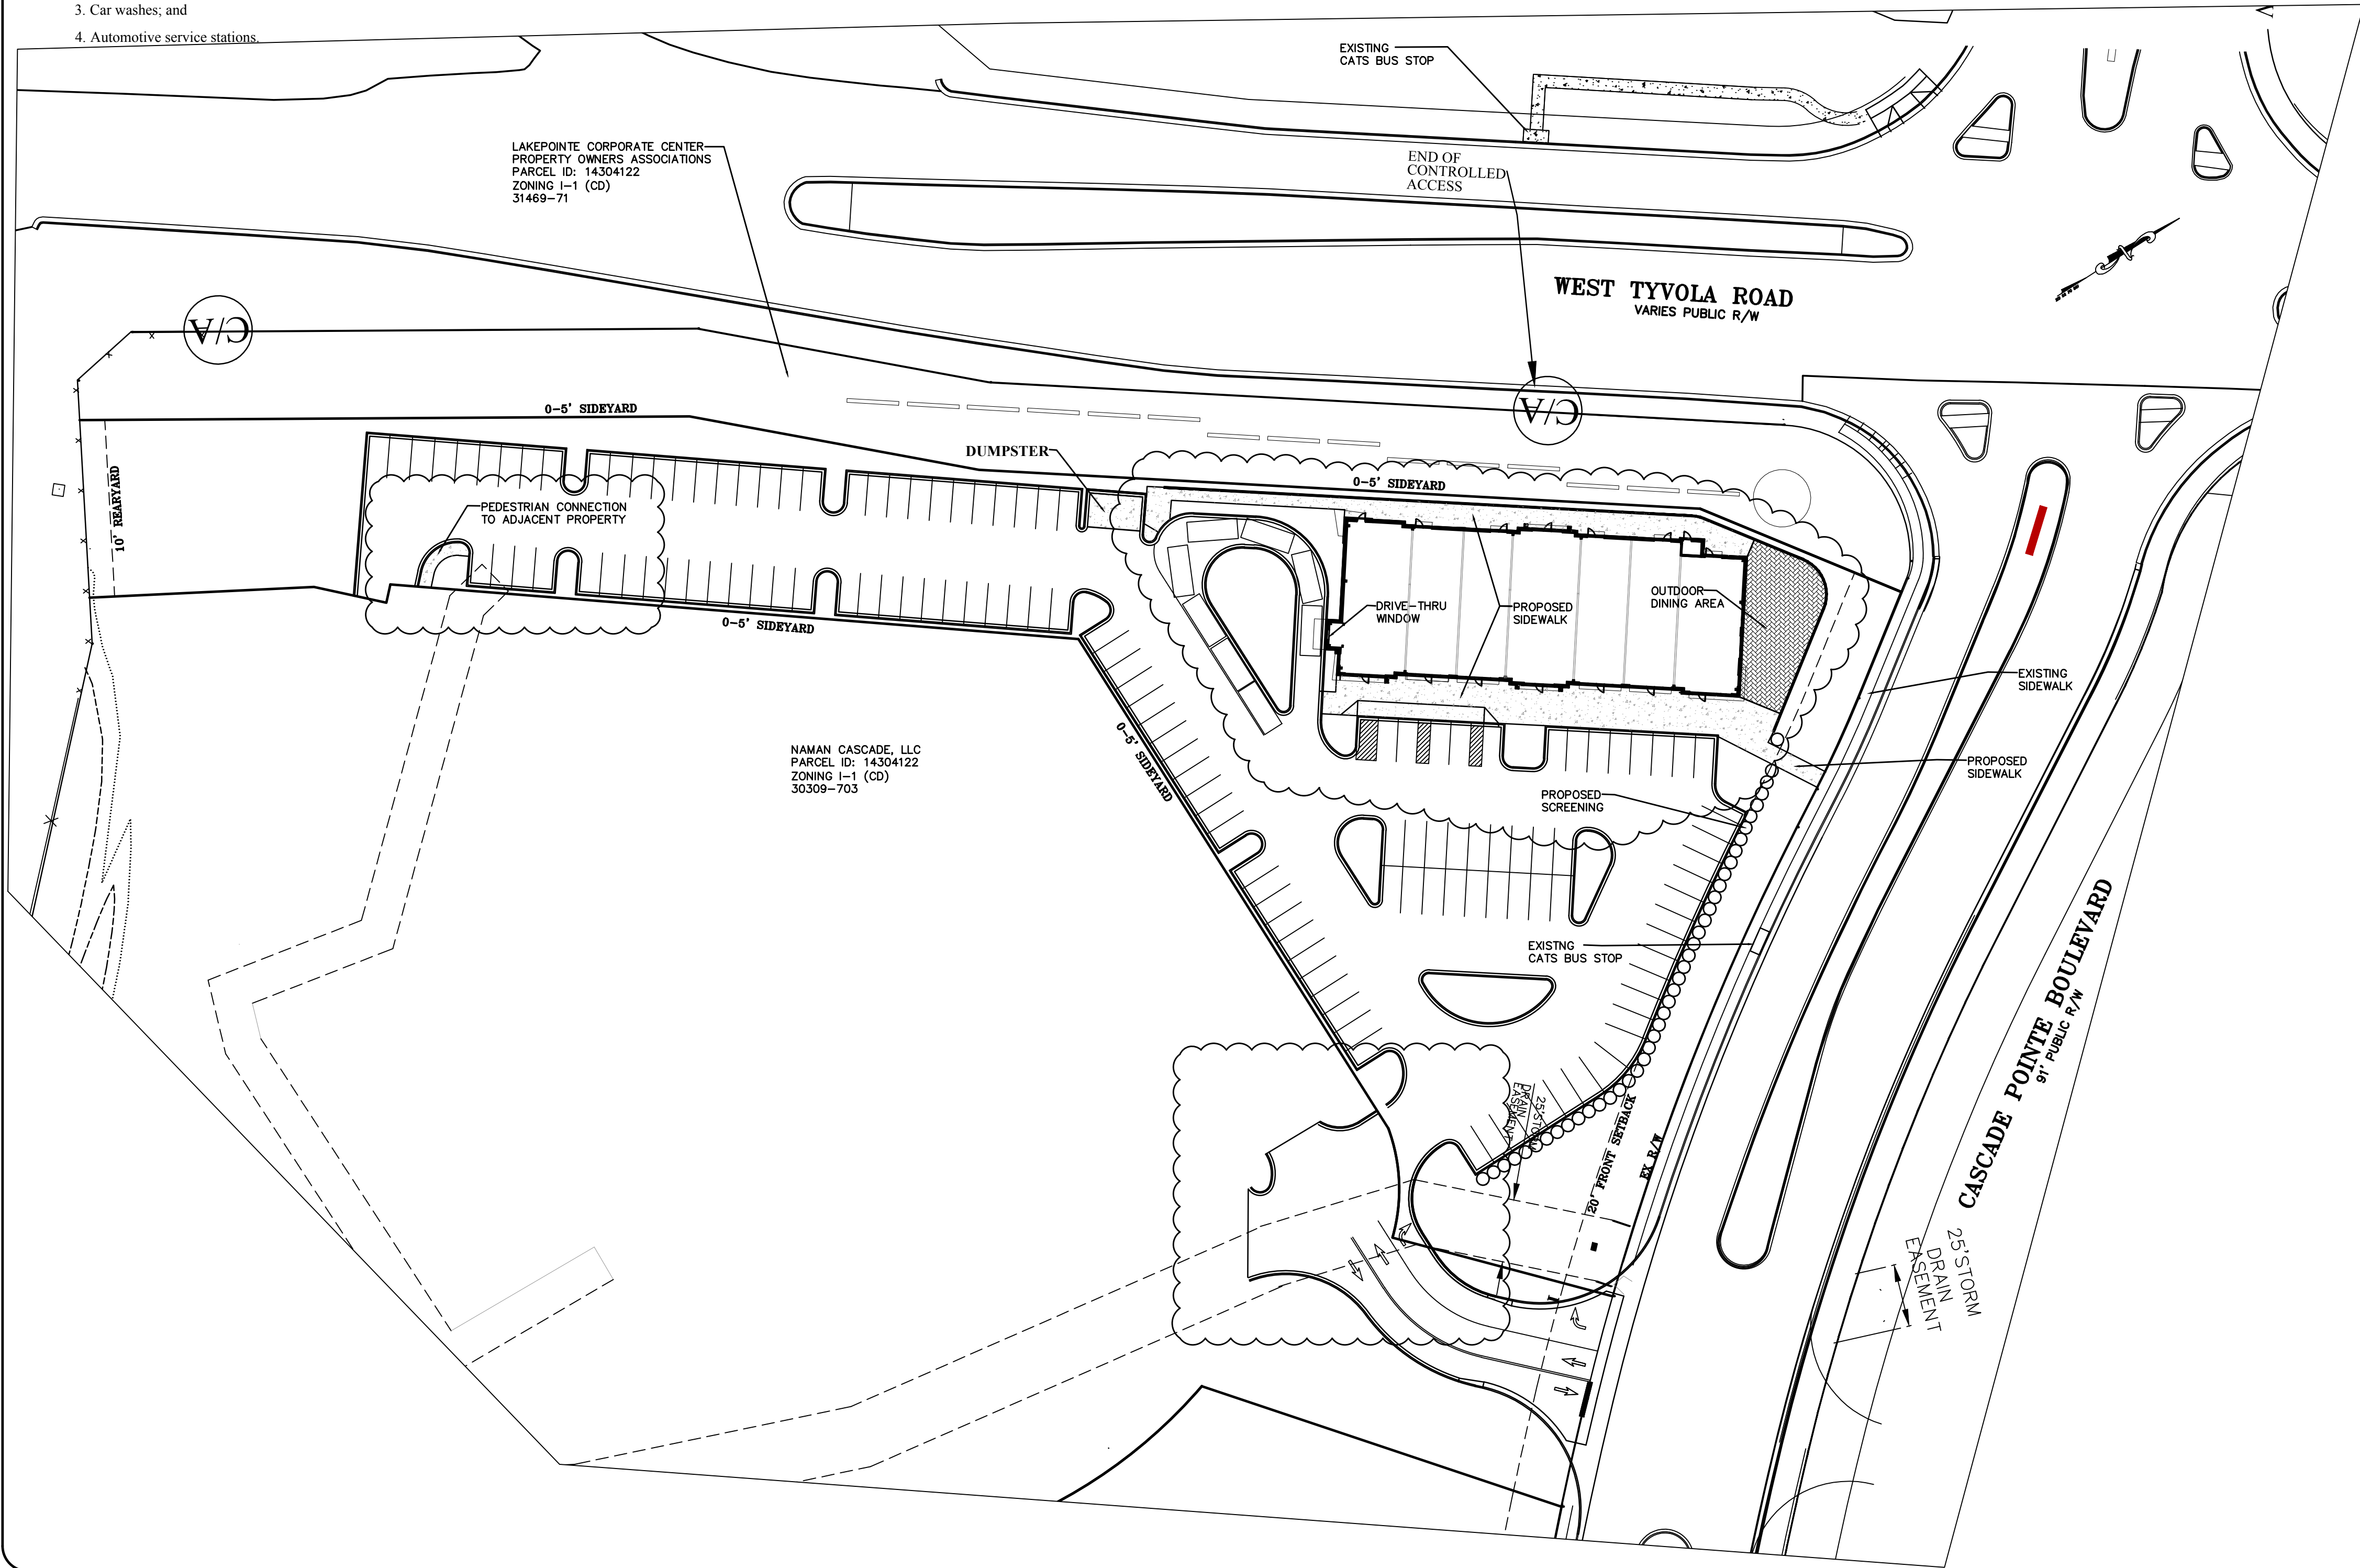 3. Car washes; and
4. Automotive service stations.
EXISTING
CATS BUS STOP
LAKEPOINTE CORPORATE CENTER
PROPERTY OWNERS ASSOCIATIONS
PARCEL ID: 14304122
ZONING I-1 (CD)
31469-71
END OF
CONTROLLED
ACCESS
WEST TYVOLA ROAD
VARIES PUBLIC R/W
C/A
C/A
0-5' SIDEYARD
DUMPSTER
0-5' SIDEYARD
10' REARYARD
PEDESTRIAN CONNECTION
TO ADJACENT PROPERTY
DRIVE-THRU
WINDOW
PROPOSED
SIDEWALK
OUTDOOR
DINING AREA
0-5' SIDEYARD
EXISTING
SIDEWALK
0-5' SIDEYARD
NAMAN CASCADE, LLC
PARCEL ID: 14304122
ZONING I-1 (CD)
30309-703
PROPOSED
SIDEWALK
PROPOSED
SCREENING
EXISTNG
CATS BUS STOP
CASCADE POINTE BOULEVARD
91' PUBLIC R/W
25'STORM
DRAIN
EASEMENT
20' FRONT SETBACK
EX R/W
25'STORM
DRAIN
EASEMENT